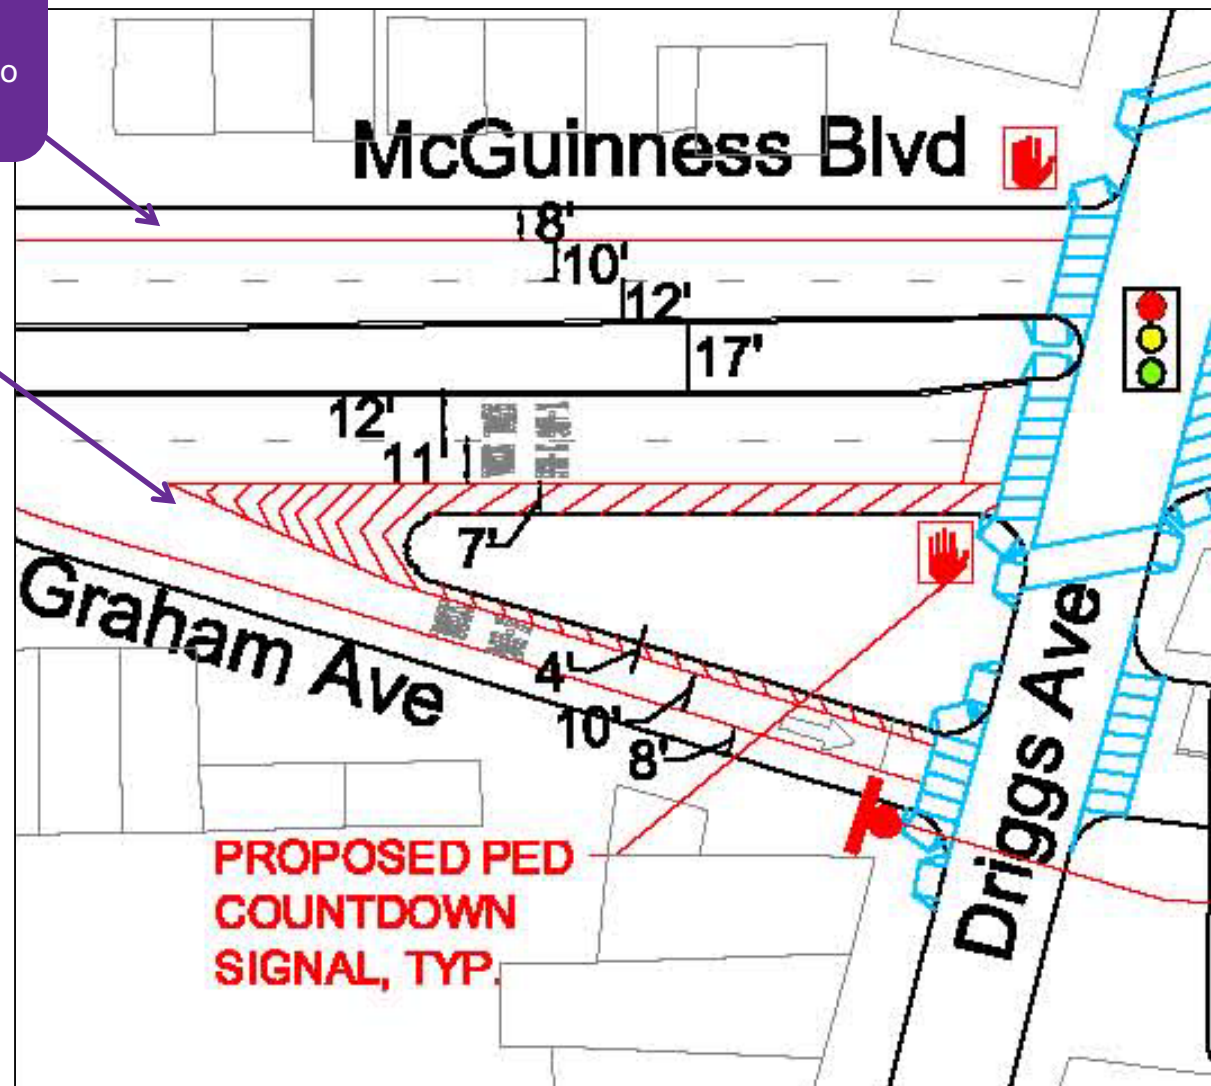 o
McGuinness Blvd
8'
10'
12'
17'
12'
11'
7'
Graham Ave
4'
10'
8'
Driggs Ave
PROPOSED PED
COUNTDOWN
SIGNAL, TYP.